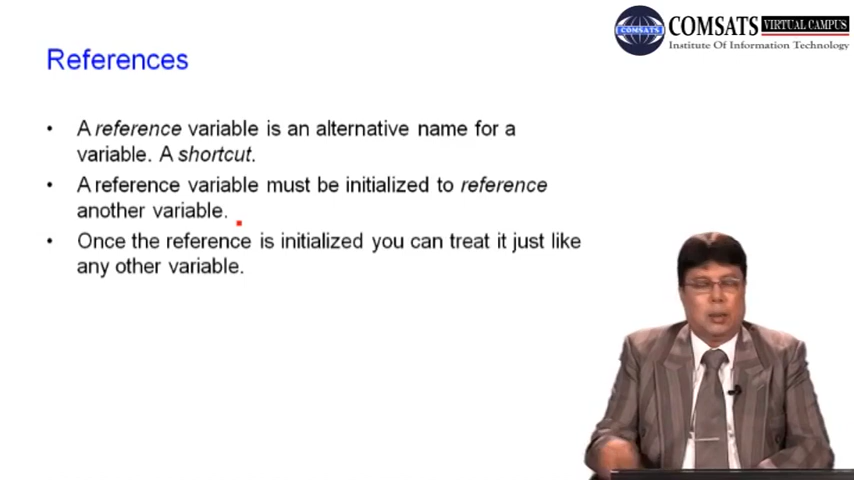 COMSATS VIRTUAL CAMPUS
COMSATS
Institute Of Information Technology
References
• A reference variable is an alternative name for a
variable. A shortcut.
• A reference variable must be initialized to reference
another variable.
• Once the reference is initialized you can treat it just like
any other variable.